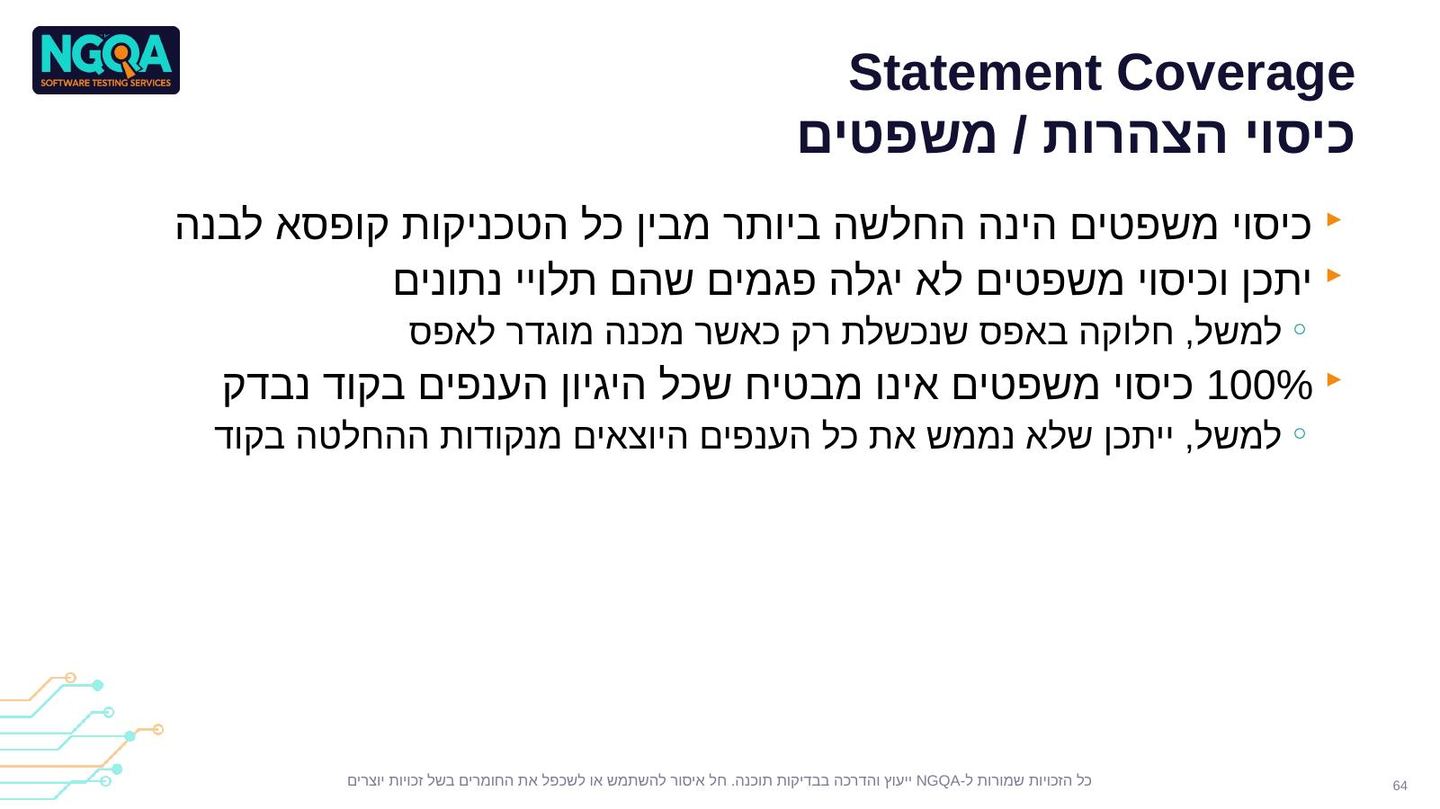 NGQA
SOFTWARE TESTING SERVICES
Statement Coverage
כיסוי הצהרות / משפטים
כיסוי משפטים הינה החלשה ביותר מבין כל הטכניקות קופסא לבנה
יתכן וכיסוי משפטים לא יגלה פגמים שהם תלויי נתונים
למשל, חלוקה באפס שנכשלת רק כאשר מכנה מוגדר לאפס
100% כיסוי משפטים אינו מבטיח שכל היגיון הענפים בקוד נבדק
למשל, ייתכן שלא נממש את כל הענפים היוצאים מנקודות ההחלטה בקוד
כל הזכויות שמורות ל-NGQA ייעוץ והדרכה בבדיקות תוכנה. חל איסור להשתמש או לשכפל את החומרים בשל זכויות יוצרים
64